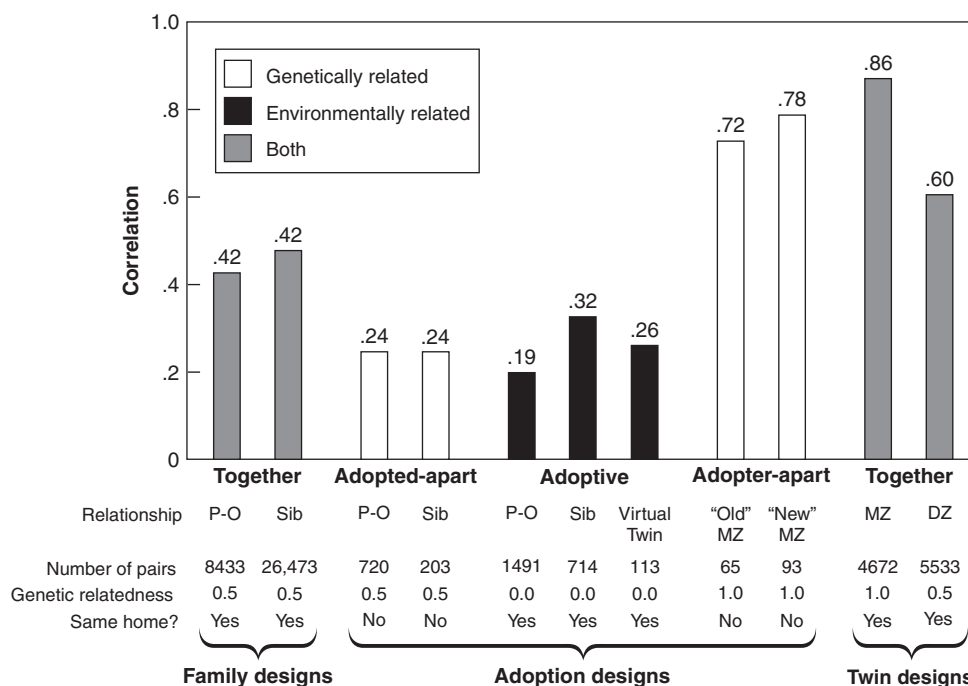 1.0
.8
.6
.4
.2
0
Correlation
Genetically related
Environmentally related
Both
.42 .42 .24 .24 .19 .32 .26 .72 .78 .86 .60
Together Adopted-apart Adoptive Adopter-apart Together
Relationship P-O Sib P-O Sib P-O Sib Virtual Twin “Old” MZ “New” MZ MZ DZ
Number of pairs 8433 26,473 720 203 1491 714 113 65 93 4672 5533
Genetic relatedness 0.5 0.5 0.5 0.5 0.0 0.0 0.0 1.0 1.0 1.0 0.5
Same home? Yes Yes No No Yes Yes Yes No No Yes Yes
Family designs Adoption designs Twin designs